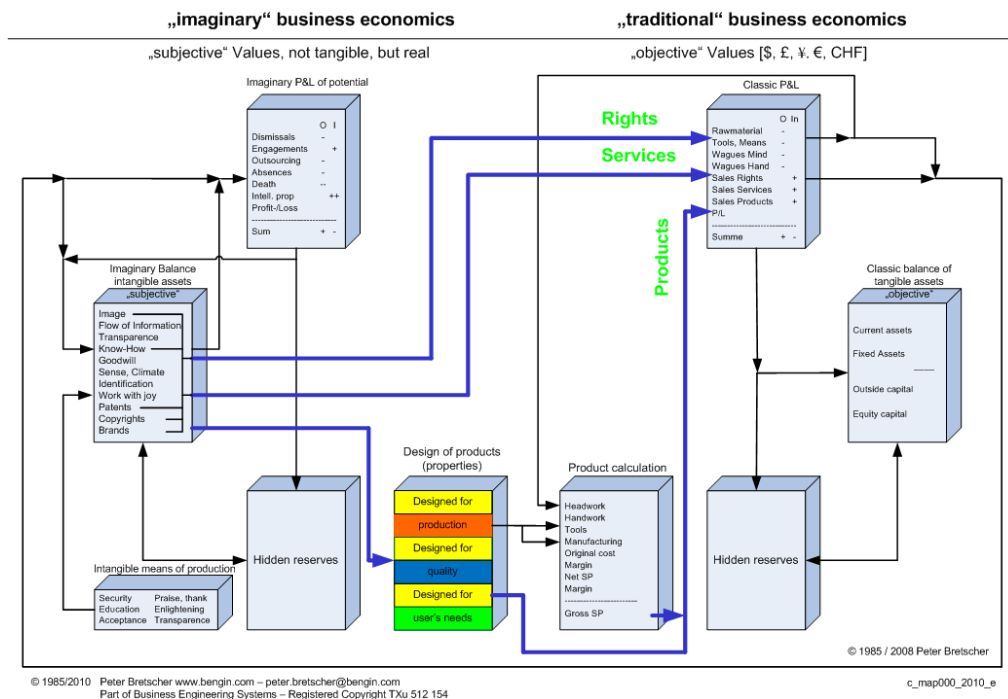 „imaginary“ business economics
„traditional“ business economics
„subjective“ Values, not tangible, but real
„objective“ Values [$, £, ¥. €, CHF]
Imaginary P&L of potential
O I
Dismissals -
Engagements +
Outsourcing -
Absences -
Death --
Intell. prop ++
Profit-/Loss
------------------------------
Sum + -
Rights
Services
Products
Classic P&L
O In
Rawmaterial -
Tools, Means -
Wagues Mind -
Wagues Hand -
Sales Rights +
Sales Services +
Sales Products +
P/L
------------------------------
Summe + -
Imaginary Balance
intangible assets
„subjective“
Image
Flow of Information
Transparence
Know-How
Goodwill
Sense, Climate
Identification
Work with joy
Patents
Copyrights
Brands
Classic balance of
tangible assets
„objective“
Current assets
Fixed Assets
Outside capital
Equity capital
Hidden reserves
Design of products
(properties)
Designed for
production
Designed for
quality
Designed for
user's needs
Product calculation
Headwork
Handwork
Tools
Manufacturing
Original cost
Margin
Net SP
Margin
-------------------------
Gross SP
Hidden reserves
Intangible means of production
Security Praise, thank
Education Enlightening
Acceptance Transparence
© 1985 / 2008 Peter Bretscher
© 1985/2010 Peter Bretscher www.bengin.com – peter.bretscher@bengin.com
Part of Business Engineering Systems – Registered Copyright TXu 512 154
c_map000_2010_e